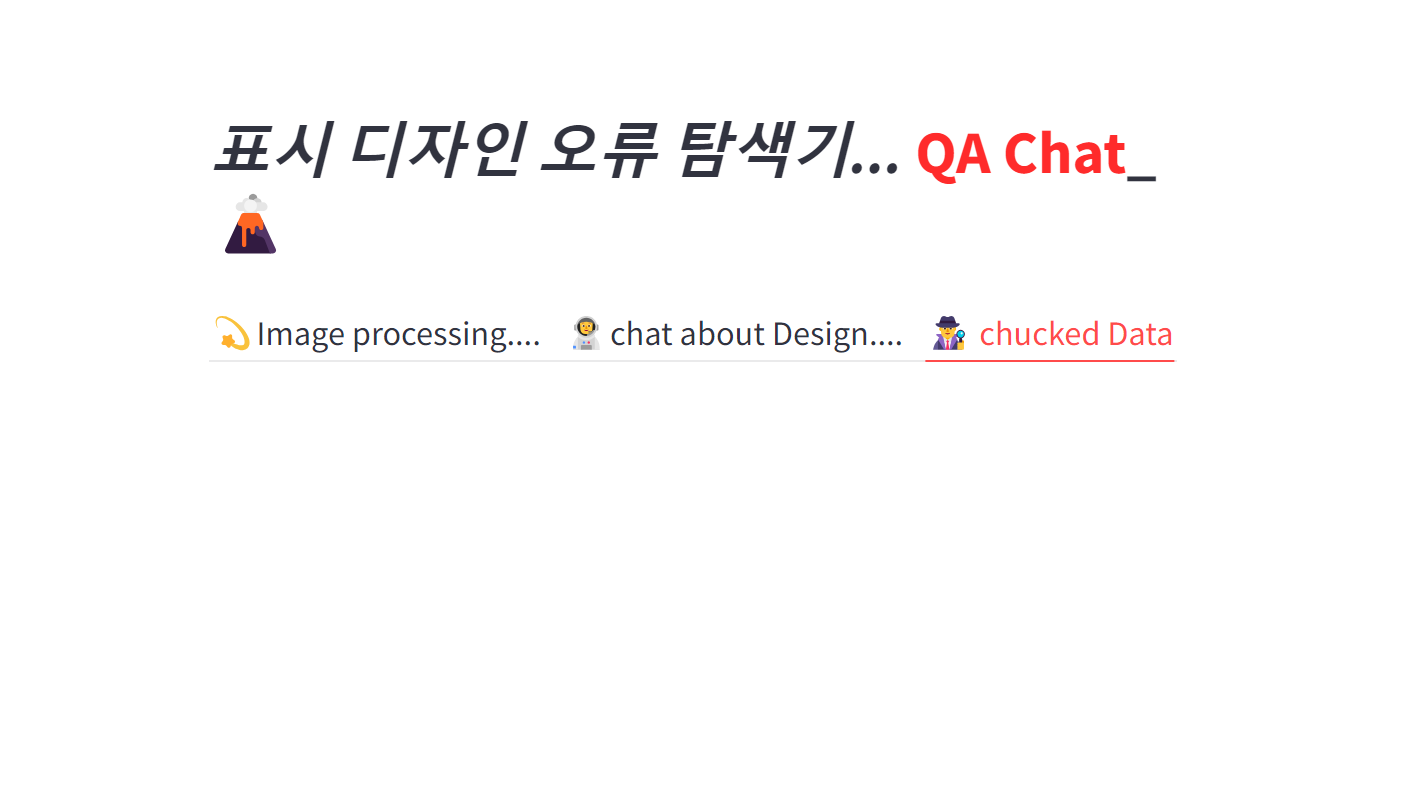 표시 디자인 오류 탐색기... QA Chat_
Image processing.... chat about Design.... chucked Data